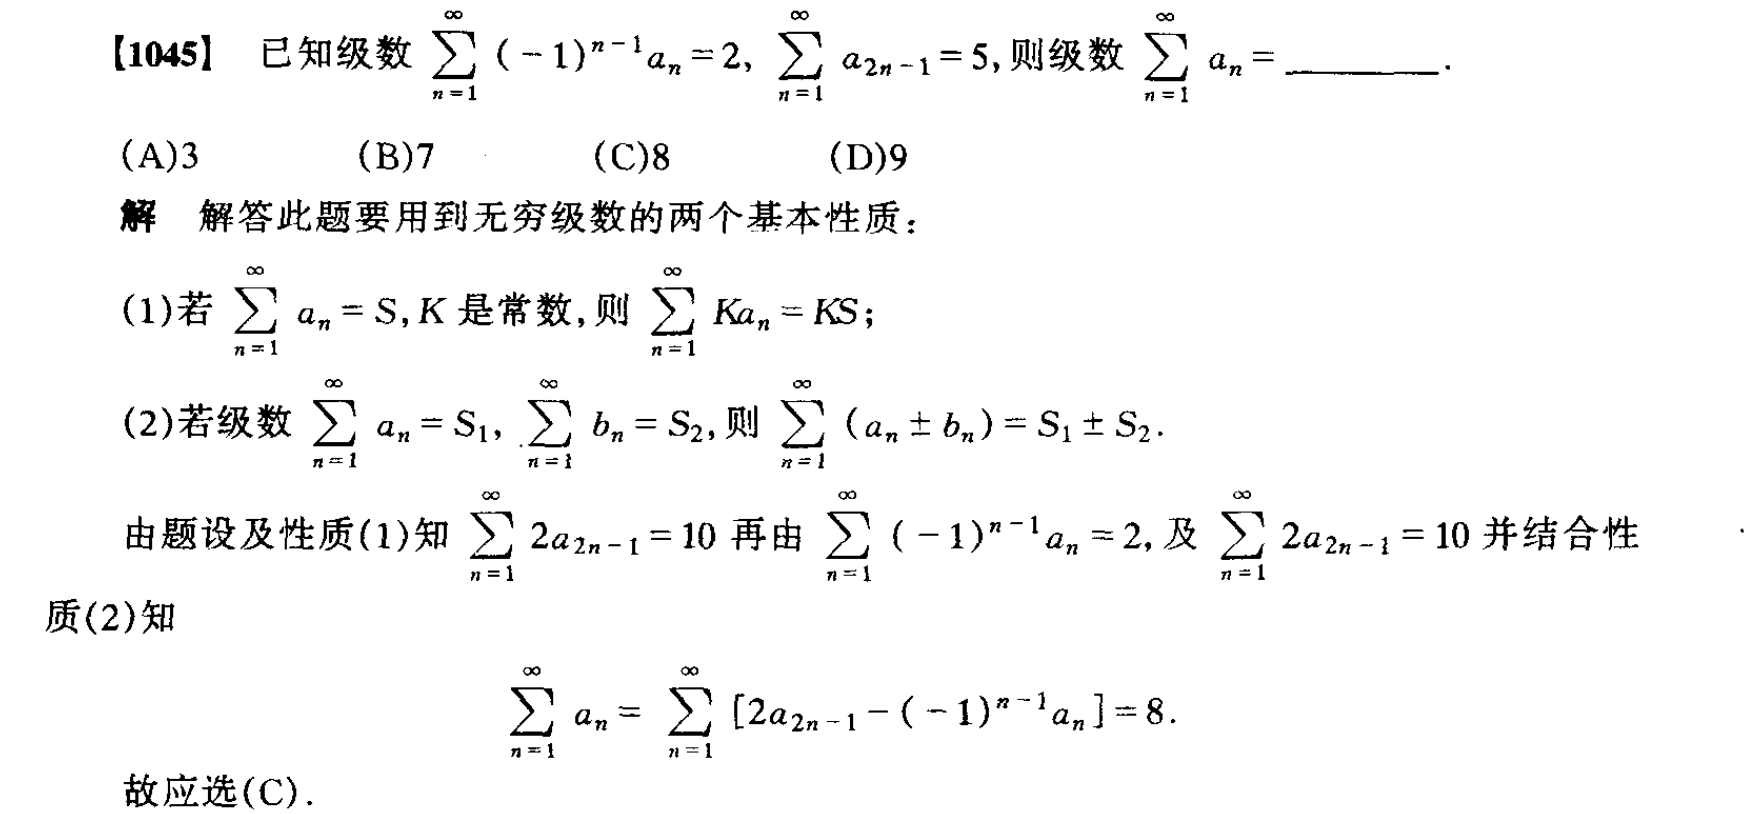 【1045】 已知级数 $\sum_{n=1}^{\infty}(-1)^{n-1}a_n=2$, $\sum_{n=1}^{\infty}a_{2n-1}=5$,则级数 $\sum_{n=1}^{\infty}a_n=$ ________.
(A)3 (B)7 (C)8 (D)9
解 解答此题要用到无穷级数的两个基本性质:
(1)若 $\sum_{n=1}^{\infty}a_n=S$, $K$ 是常数,则 $\sum_{n=1}^{\infty}Ka_n=KS$;
(2)若级数 $\sum_{n=1}^{\infty}a_n=S_1$, $\sum_{n=1}^{\infty}b_n=S_2$,则 $\sum_{n=1}^{\infty}(a_n\pm b_n)=S_1\pm S_2$.
由题设及性质(1)知 $\sum_{n=1}^{\infty}2a_{2n-1}=10$ 再由 $\sum_{n=1}^{\infty}(-1)^{n-1}a_n=2$,及 $\sum_{n=1}^{\infty}2a_{2n-1}=10$ 并结合性
质(2)知
$\sum_{n=1}^{\infty}a_n=\sum_{n=1}^{\infty}[2a_{2n-1}-(-1)^{n-1}a_n]=8$.
故应选(C).